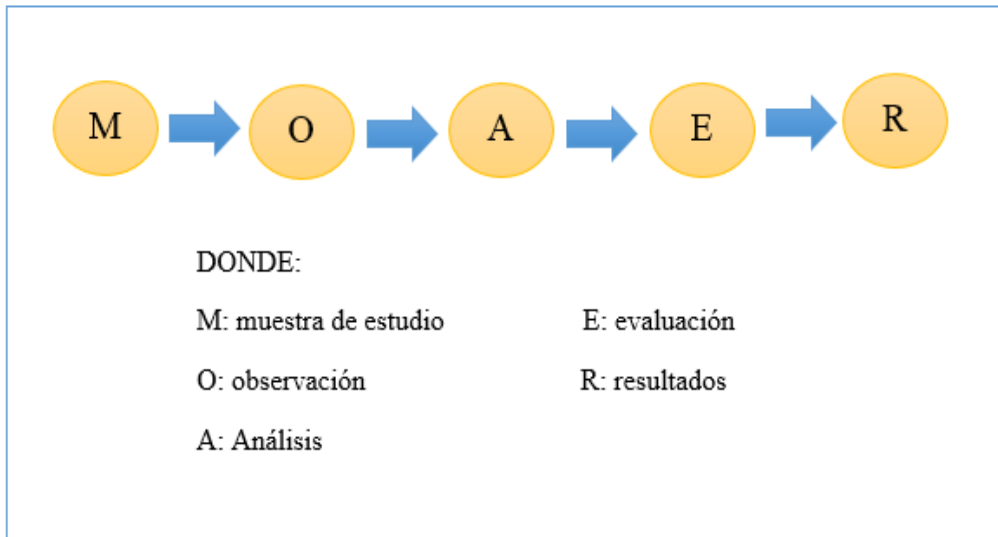 M O A E R
DONDE:
M: muestra de estudio E: evaluación
O: observación R: resultados
A: Análisis